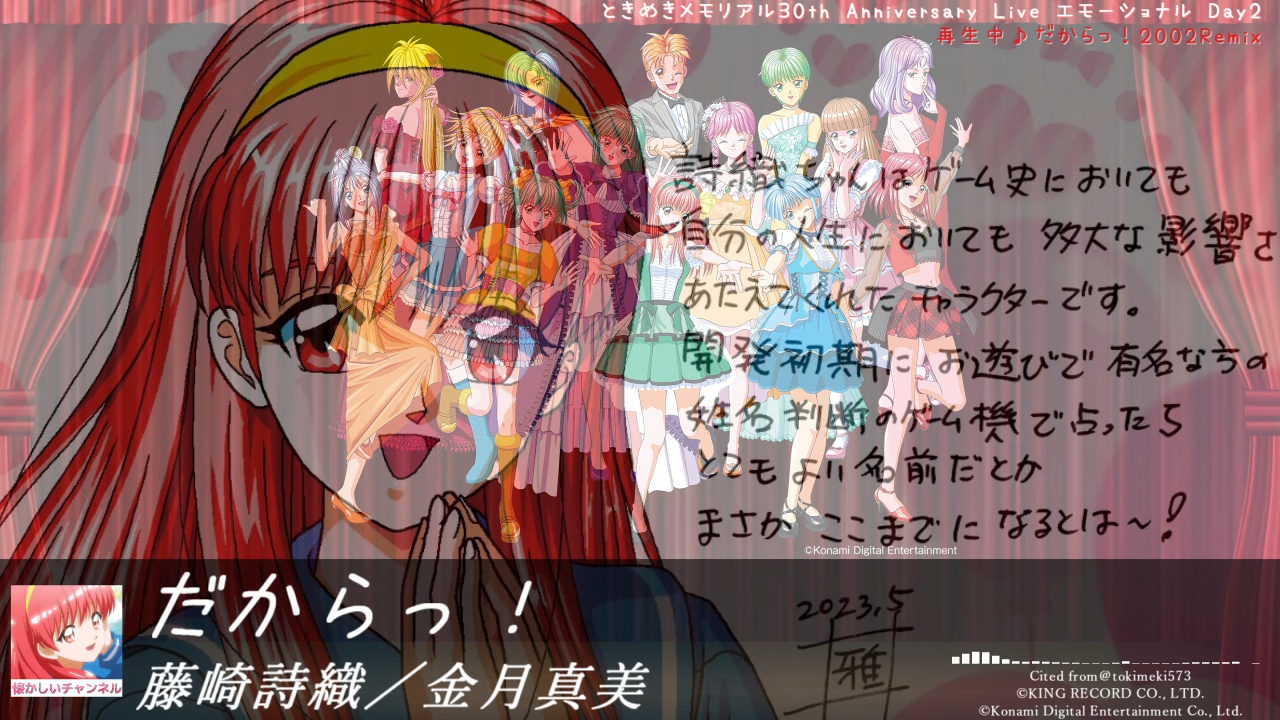 ときめきメモリアル30th Anniversary Live エモーショナル Day2
再生中♪だからっ！2002Remix
詩織ちゃんはゲーム史においても
自分の人生においても 多大な影響を
あたえてくれたキャラクターです。
開発初期にお遊びで有名な方の
姓名判断のゲーム機で占ったら
とてもよい名前だとか
まさかここまでになるとは〜!
©Konami Digital Entertainment
だからっ！
藤崎詩織／金月真美
懐かしいチャンネル
2023.5
雅
Cited from@tokimeki573
©KING RECORD CO., LTD.
©Konami Digital Entertainment Co., Ltd.